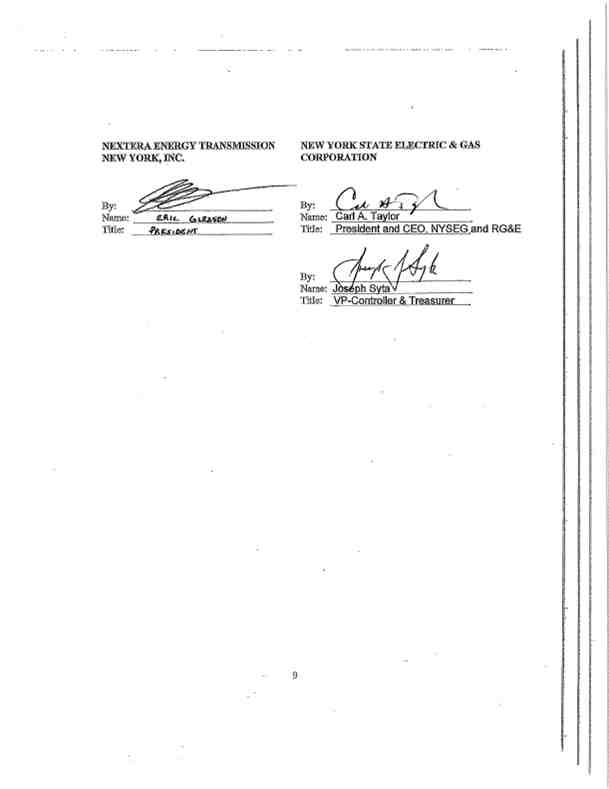 NEXTERA ENERGY TRANSMISSION
NEW YORK, INC.
By:
Name: ERIC GLEASON
Title: PRESIDENT
NEW YORK STATE ELECTRIC & GAS
CORPORATION
By:
Name: Carl A. Taylor
Title: President and CEO, NYSEG and RG&E
By:
Name: Joseph Syta
Title: VP-Controller & Treasurer
9